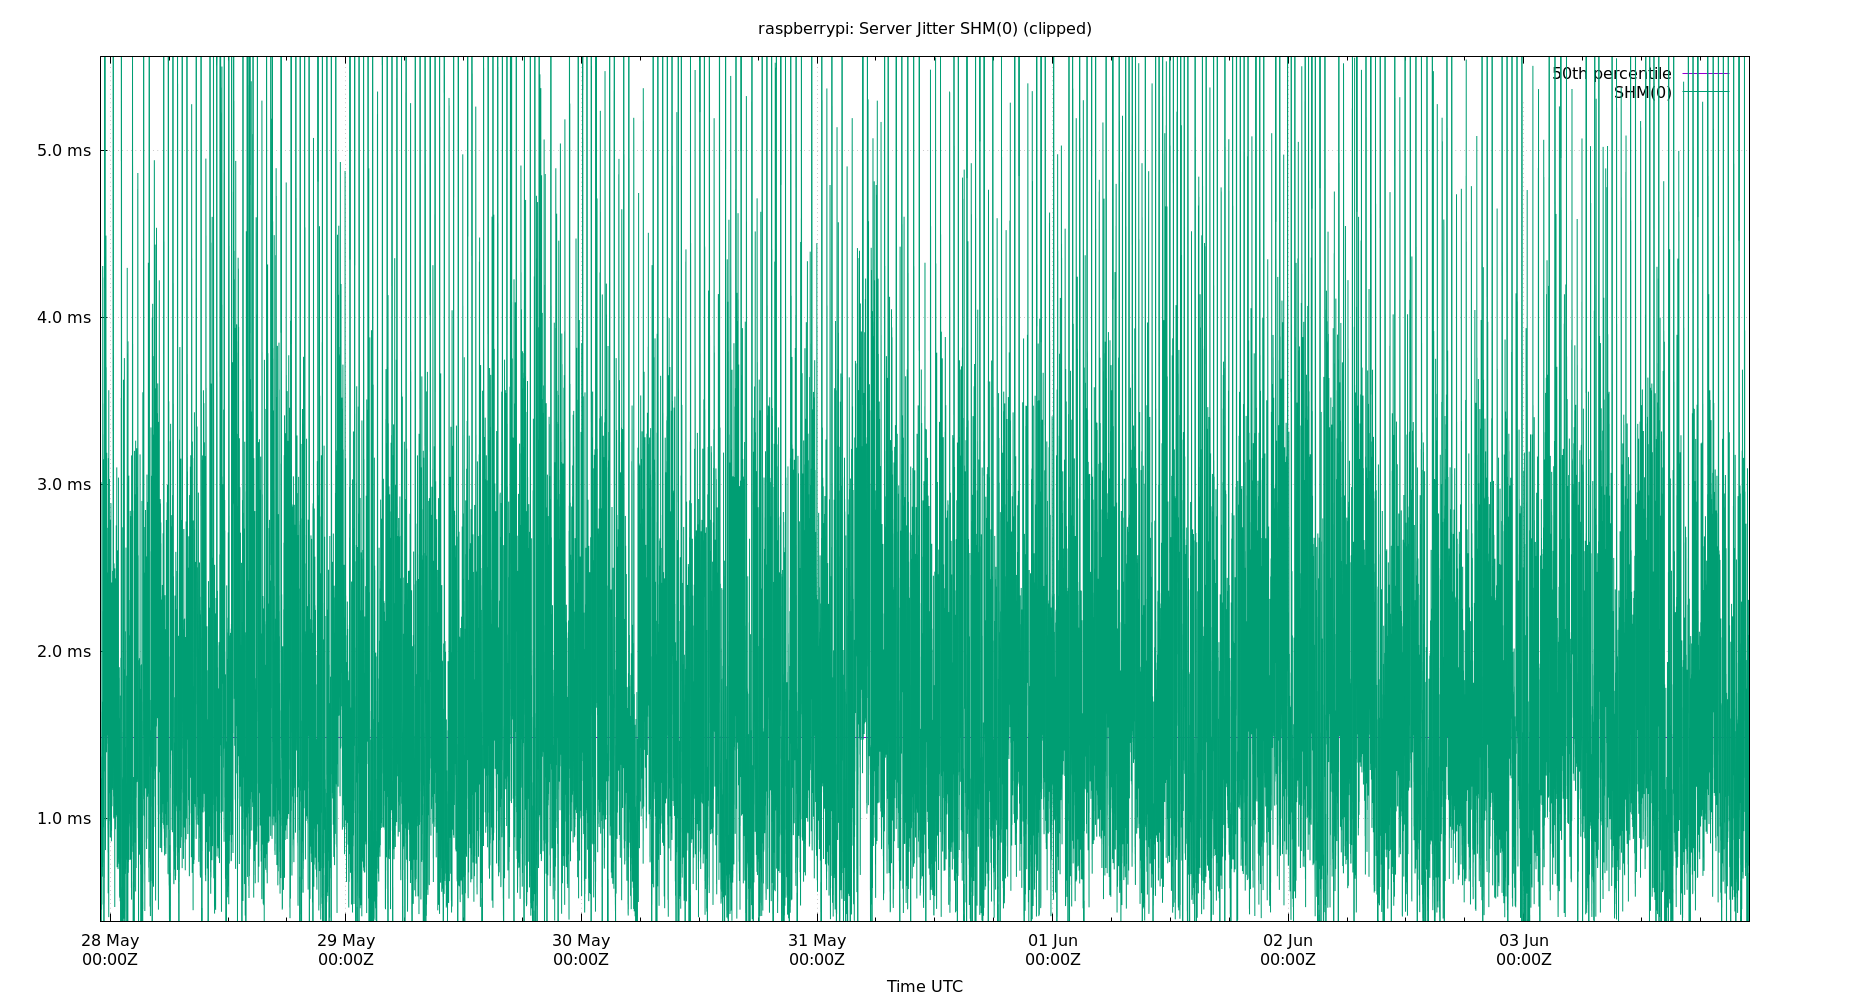 raspberrypi: Server Jitter SHM(0) (clipped)
50th percentile
SHM(0)
5.0 ms
4.0 ms
3.0 ms
2.0 ms
1.0 ms
28 May 29 May 30 May 31 May 01 Jun 02 Jun 03 Jun
00:00Z 00:00Z 00:00Z 00:00Z 00:00Z 00:00Z 00:00Z
Time UTC